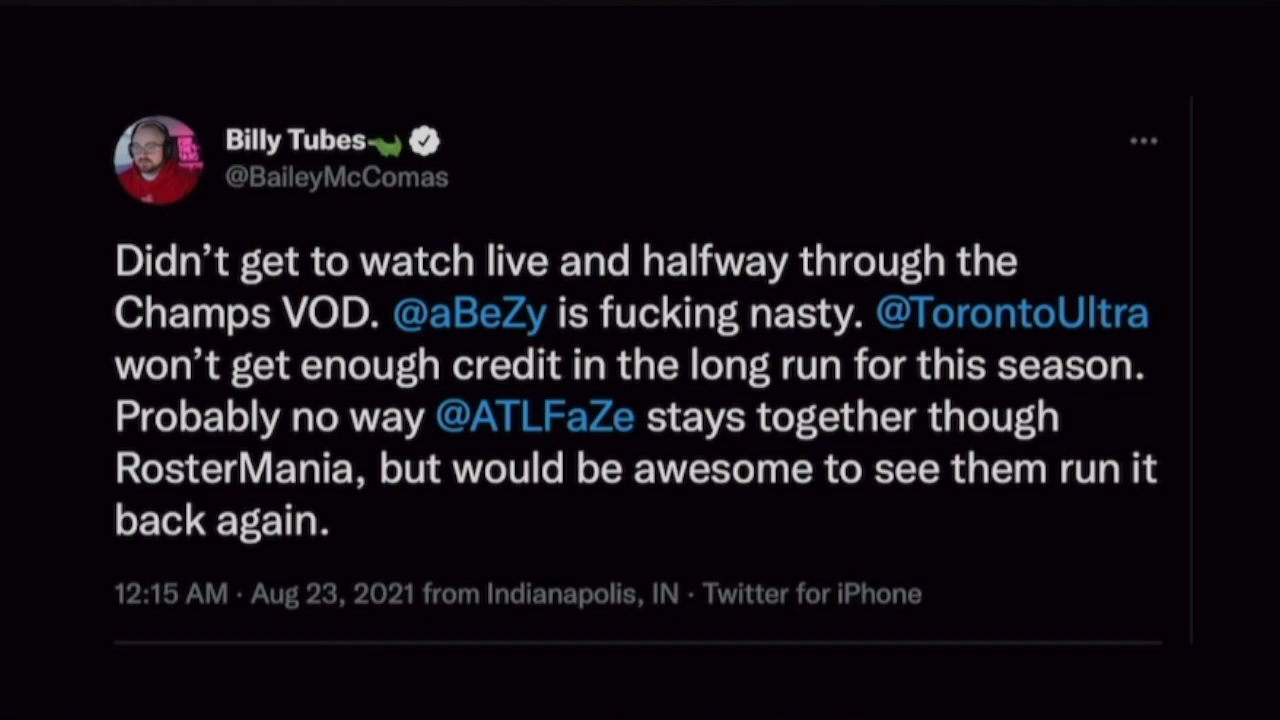 Billy Tubes
@BaileyMcComas
Didn’t get to watch live and halfway through the
Champs VOD. @aBeZy is fucking nasty. @TorontoUltra
won’t get enough credit in the long run for this season.
Probably no way @ATLFaZe stays together though
RosterMania, but would be awesome to see them run it
back again.
12:15 AM · Aug 23, 2021 from Indianapolis, IN · Twitter for iPhone